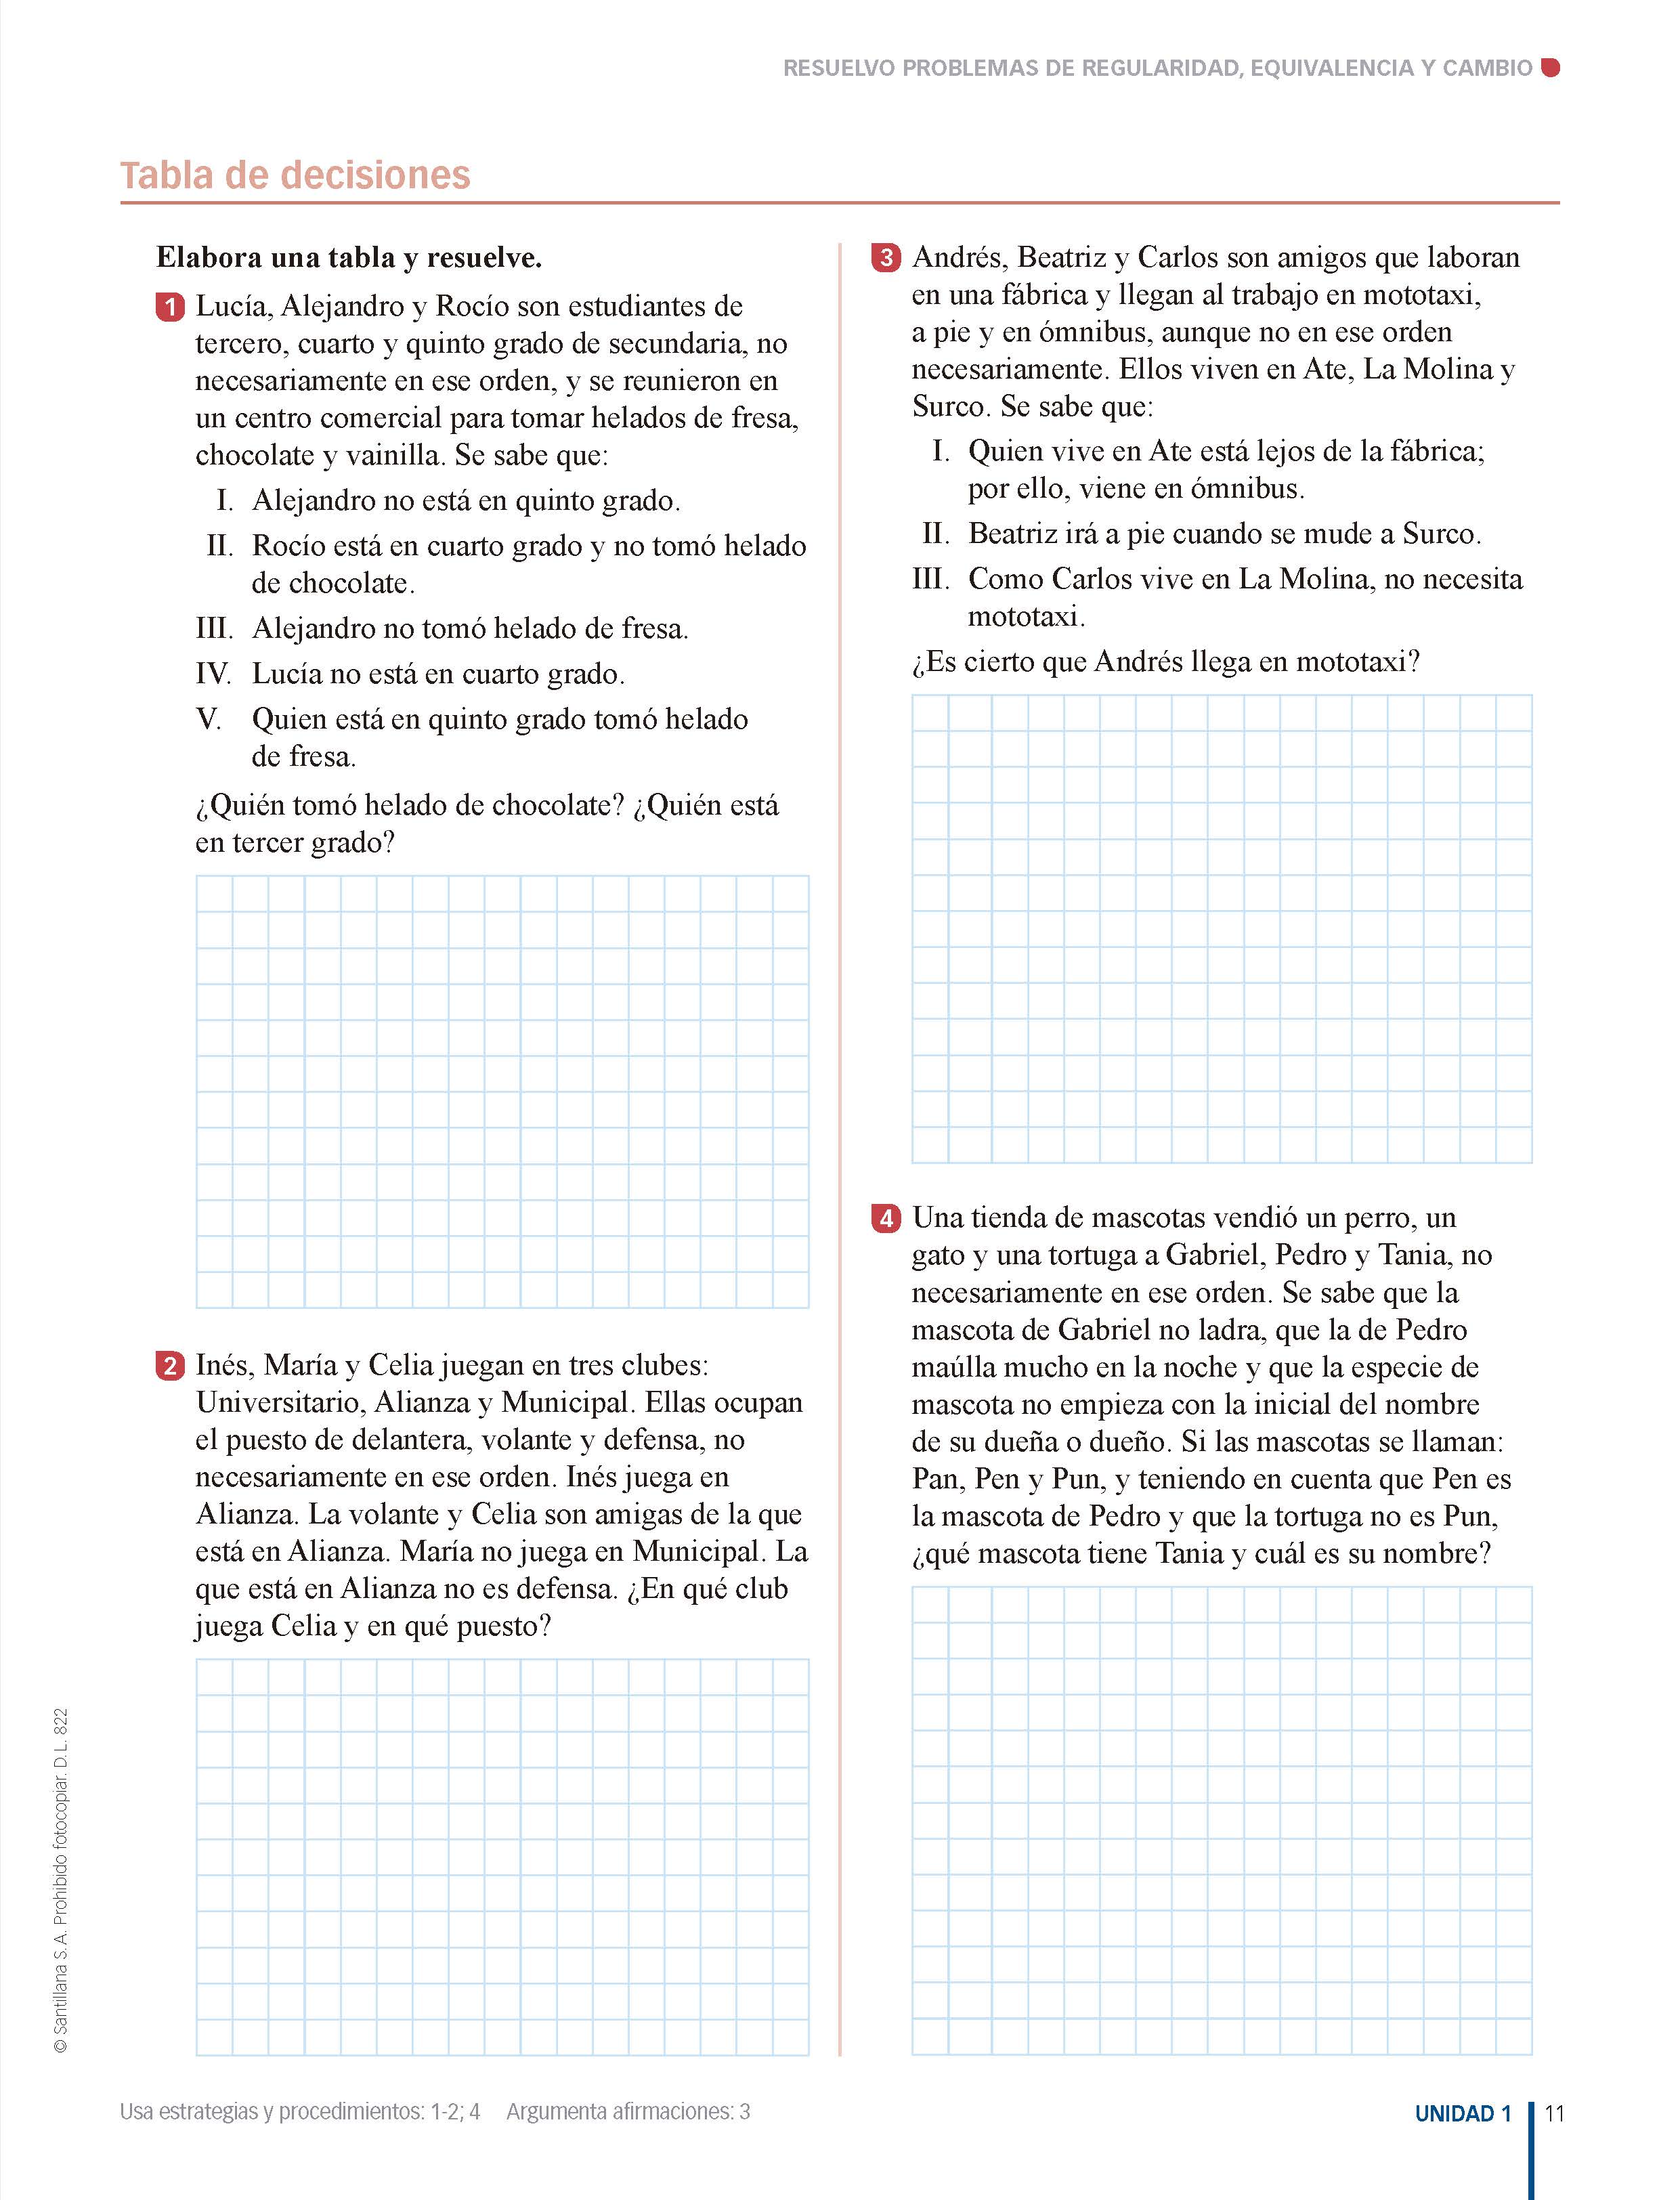 RESUELVO PROBLEMAS DE REGULARIDAD, EQUIVALENCIA Y CAMBIO
Tabla de decisiones
Elabora una tabla y resuelve.
1 Lucía, Alejandro y Rocío son estudiantes de
tercero, cuarto y quinto grado de secundaria, no
necesariamente en ese orden, y se reunieron en
un centro comercial para tomar helados de fresa,
chocolate y vainilla. Se sabe que:
I. Alejandro no está en quinto grado.
II. Rocío está en cuarto grado y no tomó helado
de chocolate.
III. Alejandro no tomó helado de fresa.
IV. Lucía no está en cuarto grado.
V. Quien está en quinto grado tomó helado
de fresa.
¿Quién tomó helado de chocolate? ¿Quién está
en tercer grado?
2 Inés, María y Celia juegan en tres clubes:
Universitario, Alianza y Municipal. Ellas ocupan
el puesto de delantera, volante y defensa, no
necesariamente en ese orden. Inés juega en
Alianza. La volante y Celia son amigas de la que
está en Alianza. María no juega en Municipal. La
que está en Alianza no es defensa. ¿En qué club
juega Celia y en qué puesto?
3 Andrés, Beatriz y Carlos son amigos que laboran
en una fábrica y llegan al trabajo en mototaxi,
a pie y en ómnibus, aunque no en ese orden
necesariamente. Ellos viven en Ate, La Molina y
Surco. Se sabe que:
I. Quien vive en Ate está lejos de la fábrica;
por ello, viene en ómnibus.
II. Beatriz irá a pie cuando se mude a Surco.
III. Como Carlos vive en La Molina, no necesita
mototaxi.
¿Es cierto que Andrés llega en mototaxi?
4 Una tienda de mascotas vendió un perro, un
gato y una tortuga a Gabriel, Pedro y Tania, no
necesariamente en ese orden. Se sabe que la
mascota de Gabriel no ladra, que la de Pedro
maúlla mucho en la noche y que la especie de
mascota no empieza con la inicial del nombre
de su dueña o dueño. Si las mascotas se llaman:
Pan, Pen y Pun, y teniendo en cuenta que Pen es
la mascota de Pedro y que la tortuga no es Pun,
¿qué mascota tiene Tania y cuál es su nombre?
© Santillana S. A. Prohibido fotocopiar. D. L. 822
Usa estrategias y procedimientos: 1-2; 4 Argumenta afirmaciones: 3
UNIDAD 1 11